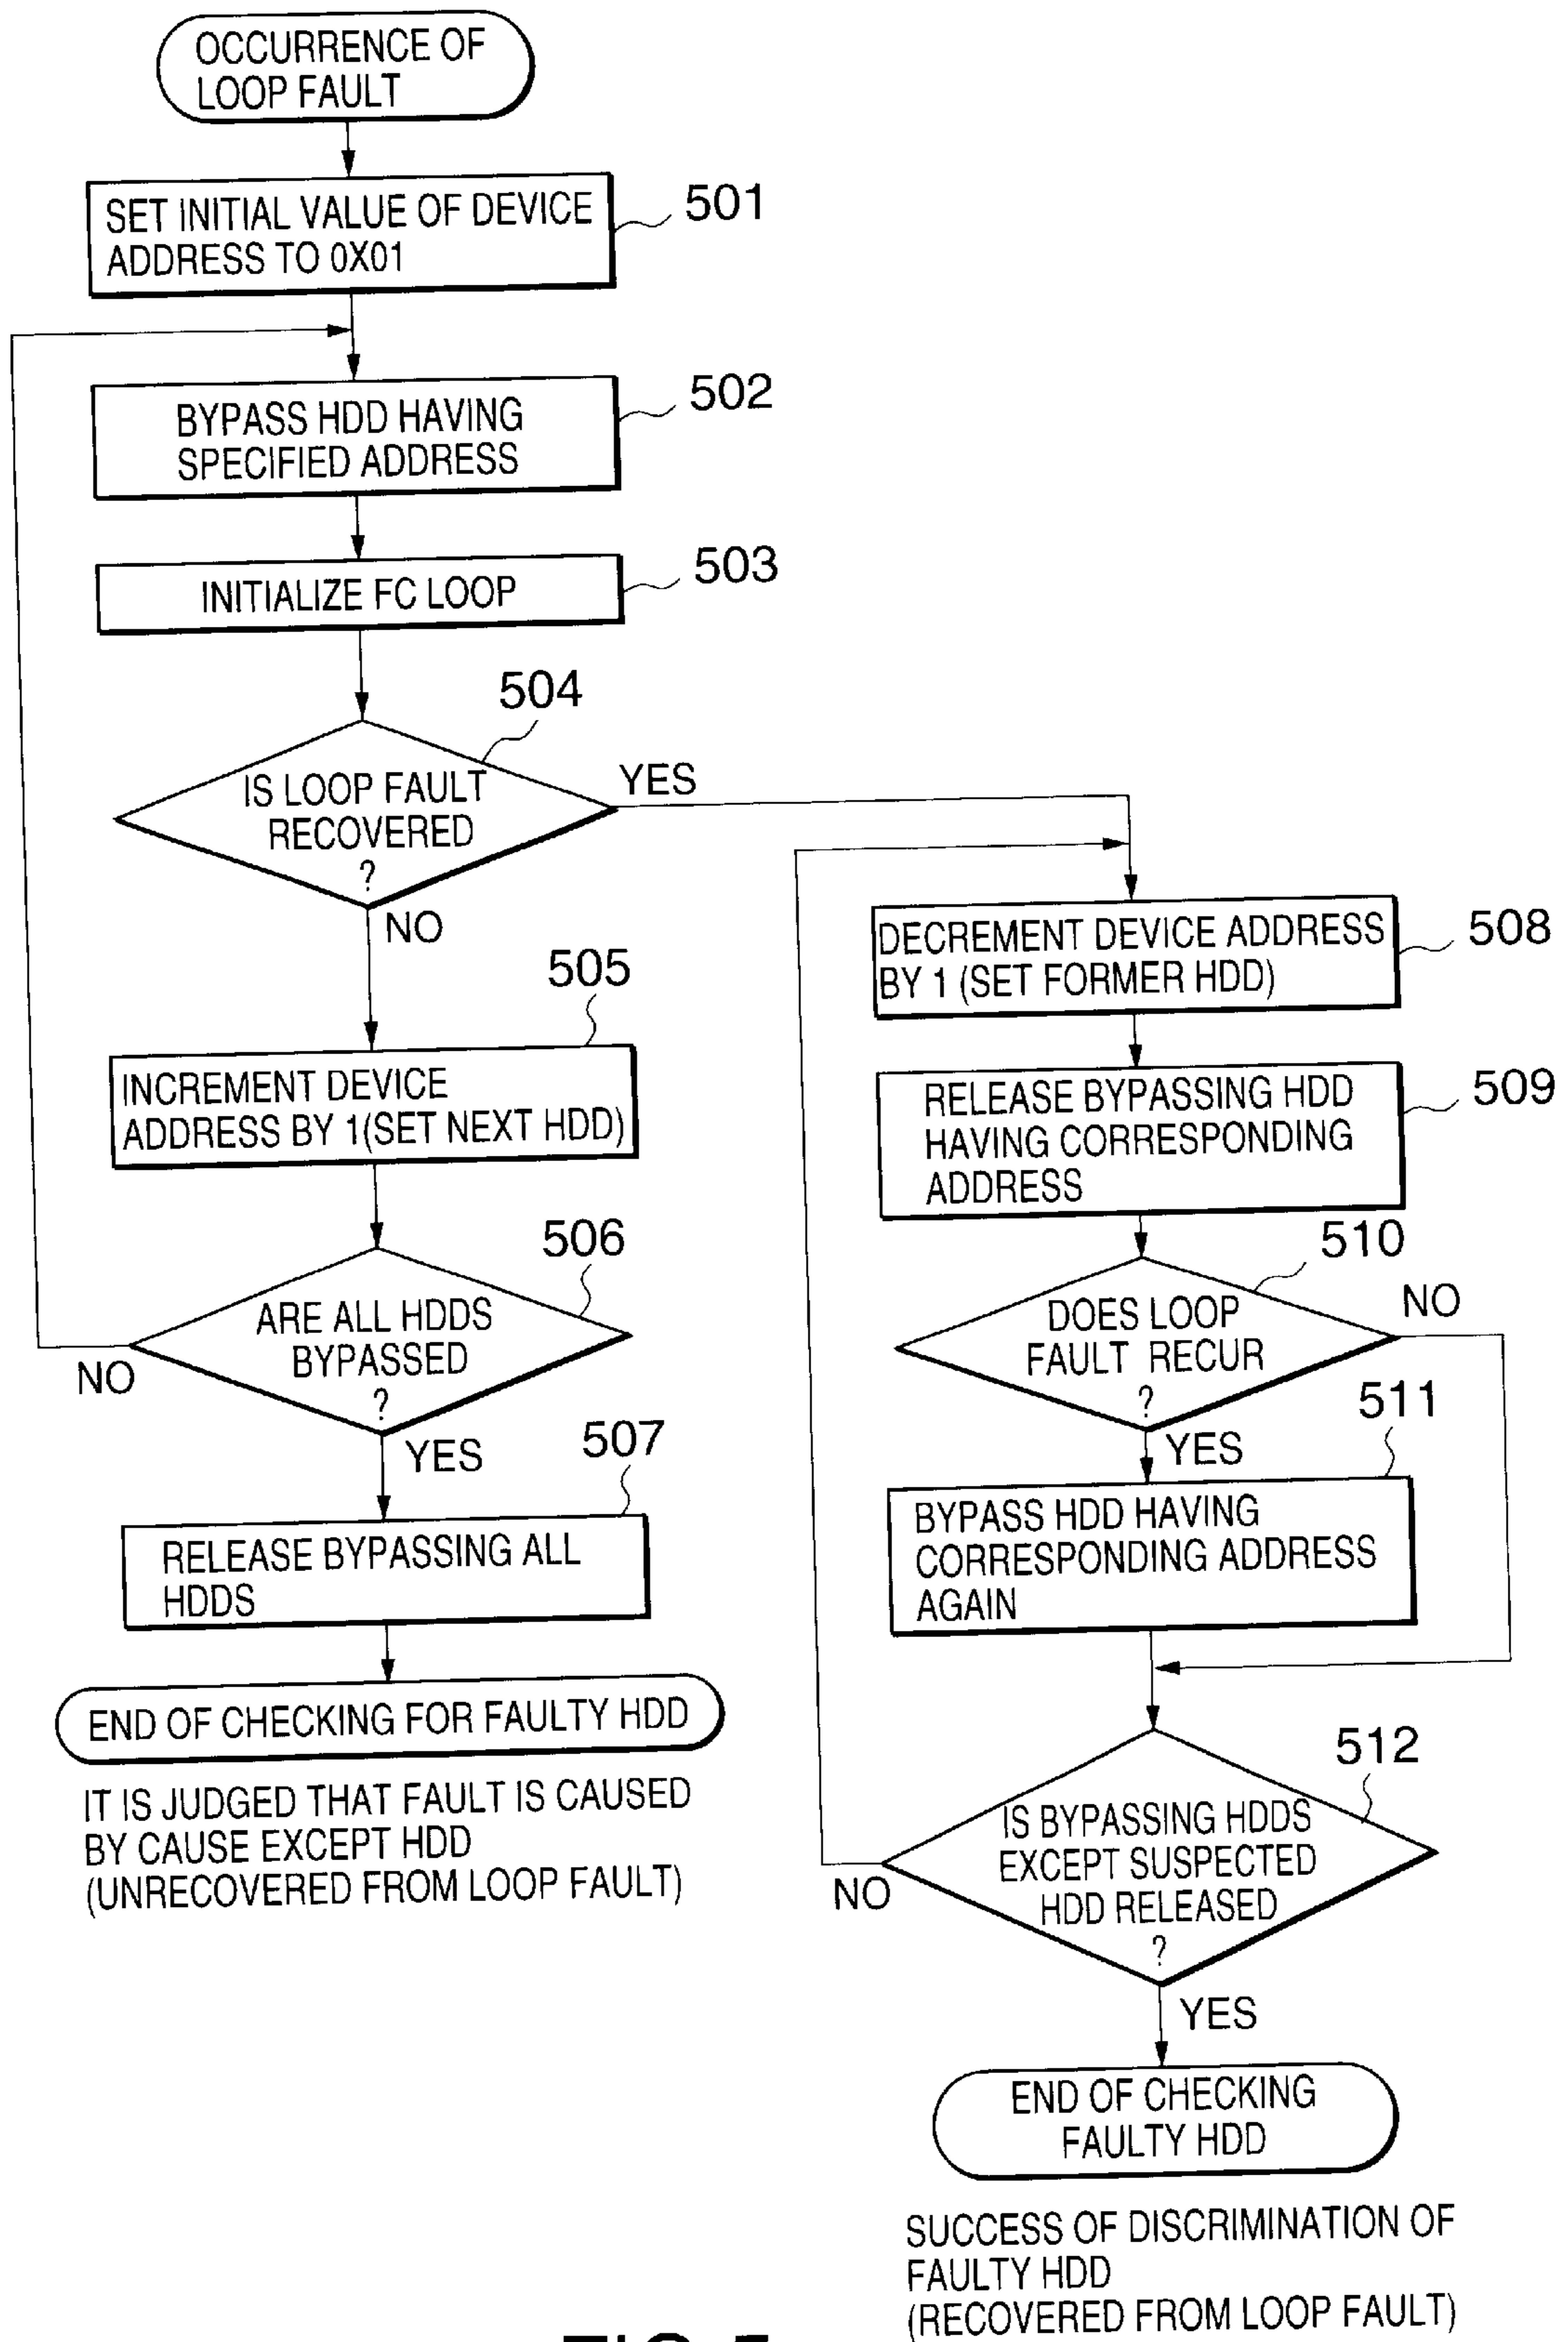 OCCURRENCE OF
LOOP FAULT
SET INITIAL VALUE OF DEVICE
ADDRESS TO 0X01
501
BYPASS HDD HAVING
SPECIFIED ADDRESS
502
INITIALIZE FC LOOP
503
504
IS LOOP FAULT
RECOVERED
?
YES
NO
505
INCREMENT DEVICE
ADDRESS BY 1(SET NEXT HDD)
506
ARE ALL HDDS
BYPASSED
?
NO
YES
507
RELEASE BYPASSING ALL
HDDS
END OF CHECKING FOR FAULTY HDD
IT IS JUDGED THAT FAULT IS CAUSED
BY CAUSE EXCEPT HDD
(UNRECOVERED FROM LOOP FAULT)
DECREMENT DEVICE ADDRESS
BY 1 (SET FORMER HDD)
508
RELEASE BYPASSING HDD
HAVING CORRESPONDING
ADDRESS
509
510
DOES LOOP
FAULT RECUR
?
NO
YES
511
BYPASS HDD HAVING
CORRESPONDING ADDRESS
AGAIN
512
IS BYPASSING HDDS
EXCEPT SUSPECTED
HDD RELEASED
?
NO
YES
END OF CHECKING
FAULTY HDD
SUCCESS OF DISCRIMINATION OF
FAULTY HDD
(RECOVERED FROM LOOP FAULT)